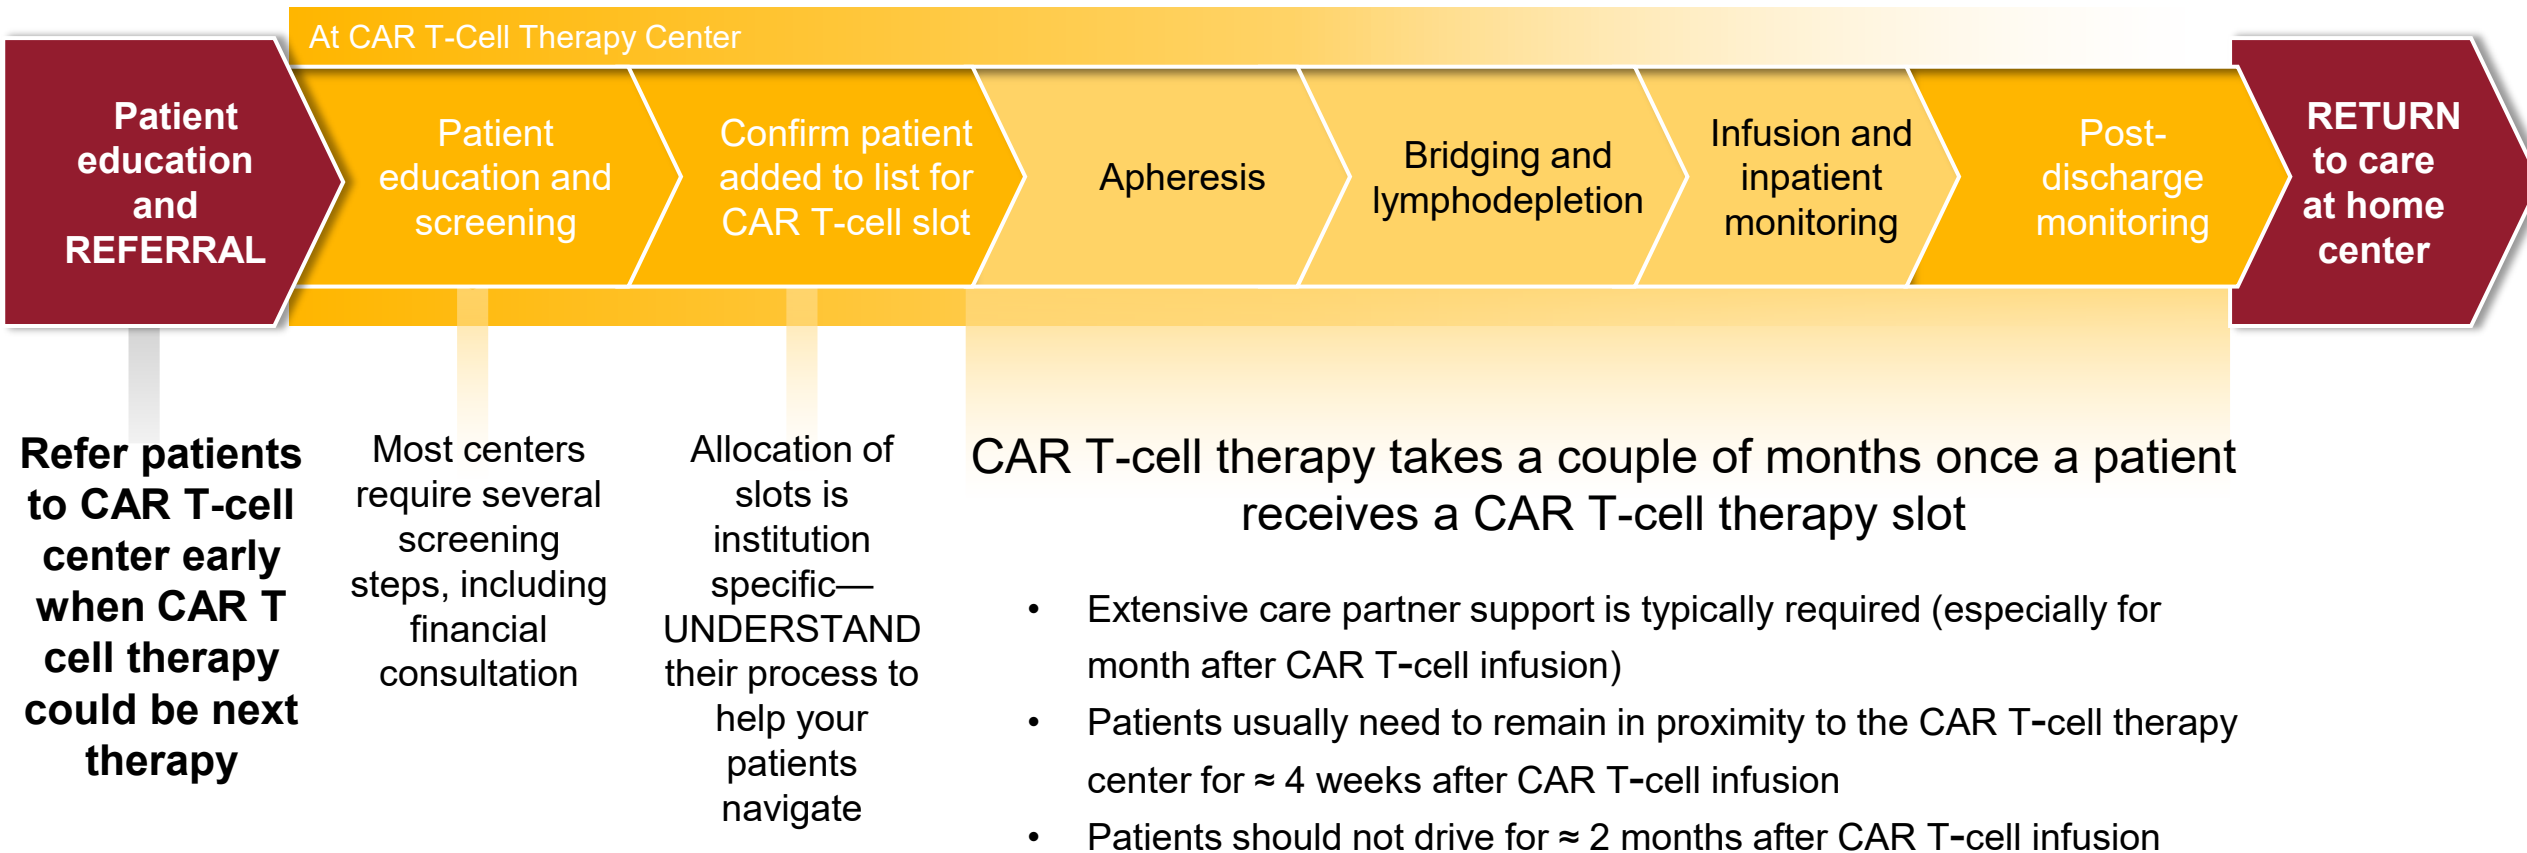 At CAR T-Cell Therapy Center
Patient
education
and
REFERRAL
Patient
education and
screening
Confirm patient
added to list for
CAR T-cell slot
Apheresis
Bridging and
lymphodepletion
Infusion and
inpatient
monitoring
Post-
discharge
monitoring
RETURN
to care
at home
center
Refer patients
to CAR T-cell
center early
when CAR T
cell therapy
could be next
therapy
Most centers
require several
screening
steps, including
financial
consultation
Allocation of
slots is
institution
specific—
UNDERSTAND
their process to
help your
patients
navigate
CAR T-cell therapy takes a couple of months once a patient
receives a CAR T-cell therapy slot
• Extensive care partner support is typically required (especially for
month after CAR T-cell infusion)
• Patients usually need to remain in proximity to the CAR T-cell therapy
center for ≈ 4 weeks after CAR T-cell infusion
• Patients should not drive for ≈ 2 months after CAR T-cell infusion